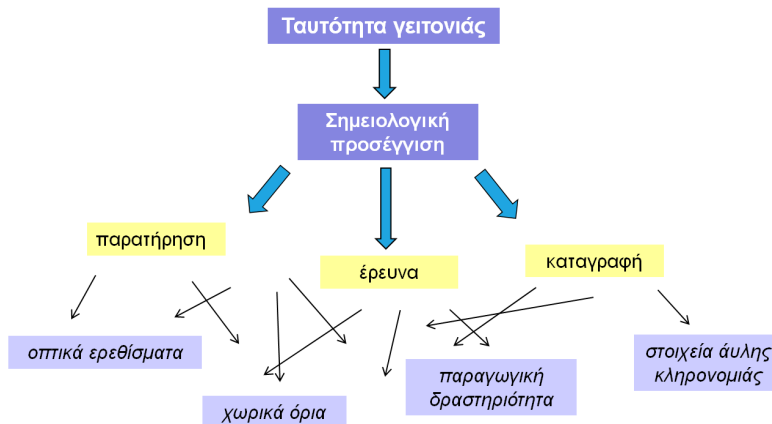 Ταυτότητα γειτονιάς
Σημειολογική
προσέγγιση
παρατήρηση
έρευνα
καταγραφή
οπτικά ερεθίσματα
χωρικά όρια
παραγωγική
δραστηριότητα
στοιχεία άυλης
κληρονομιάς